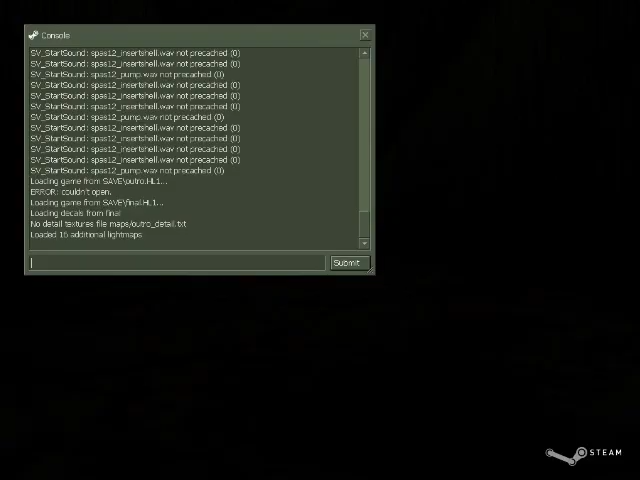 Console
SV_StartSound: spas12_insertshell.wav not precached (0)
SV_StartSound: spas12_insertshell.wav not precached (0)
SV_StartSound: spas12_pump.wav not precached (0)
SV_StartSound: spas12_insertshell.wav not precached (0)
SV_StartSound: spas12_insertshell.wav not precached (0)
SV_StartSound: spas12_insertshell.wav not precached (0)
SV_StartSound: spas12_pump.wav not precached (0)
SV_StartSound: spas12_insertshell.wav not precached (0)
SV_StartSound: spas12_insertshell.wav not precached (0)
SV_StartSound: spas12_insertshell.wav not precached (0)
SV_StartSound: spas12_insertshell.wav not precached (0)
SV_StartSound: spas12_pump.wav not precached (0)
Loading game from SAVE\outro.HL1...
ERROR: couldn't open.
Loading game from SAVE\final.HL1...
Loading decals from final
No detail textures file maps/outro_detail.txt
Loaded 16 additional lightmaps
Submit
STEAM